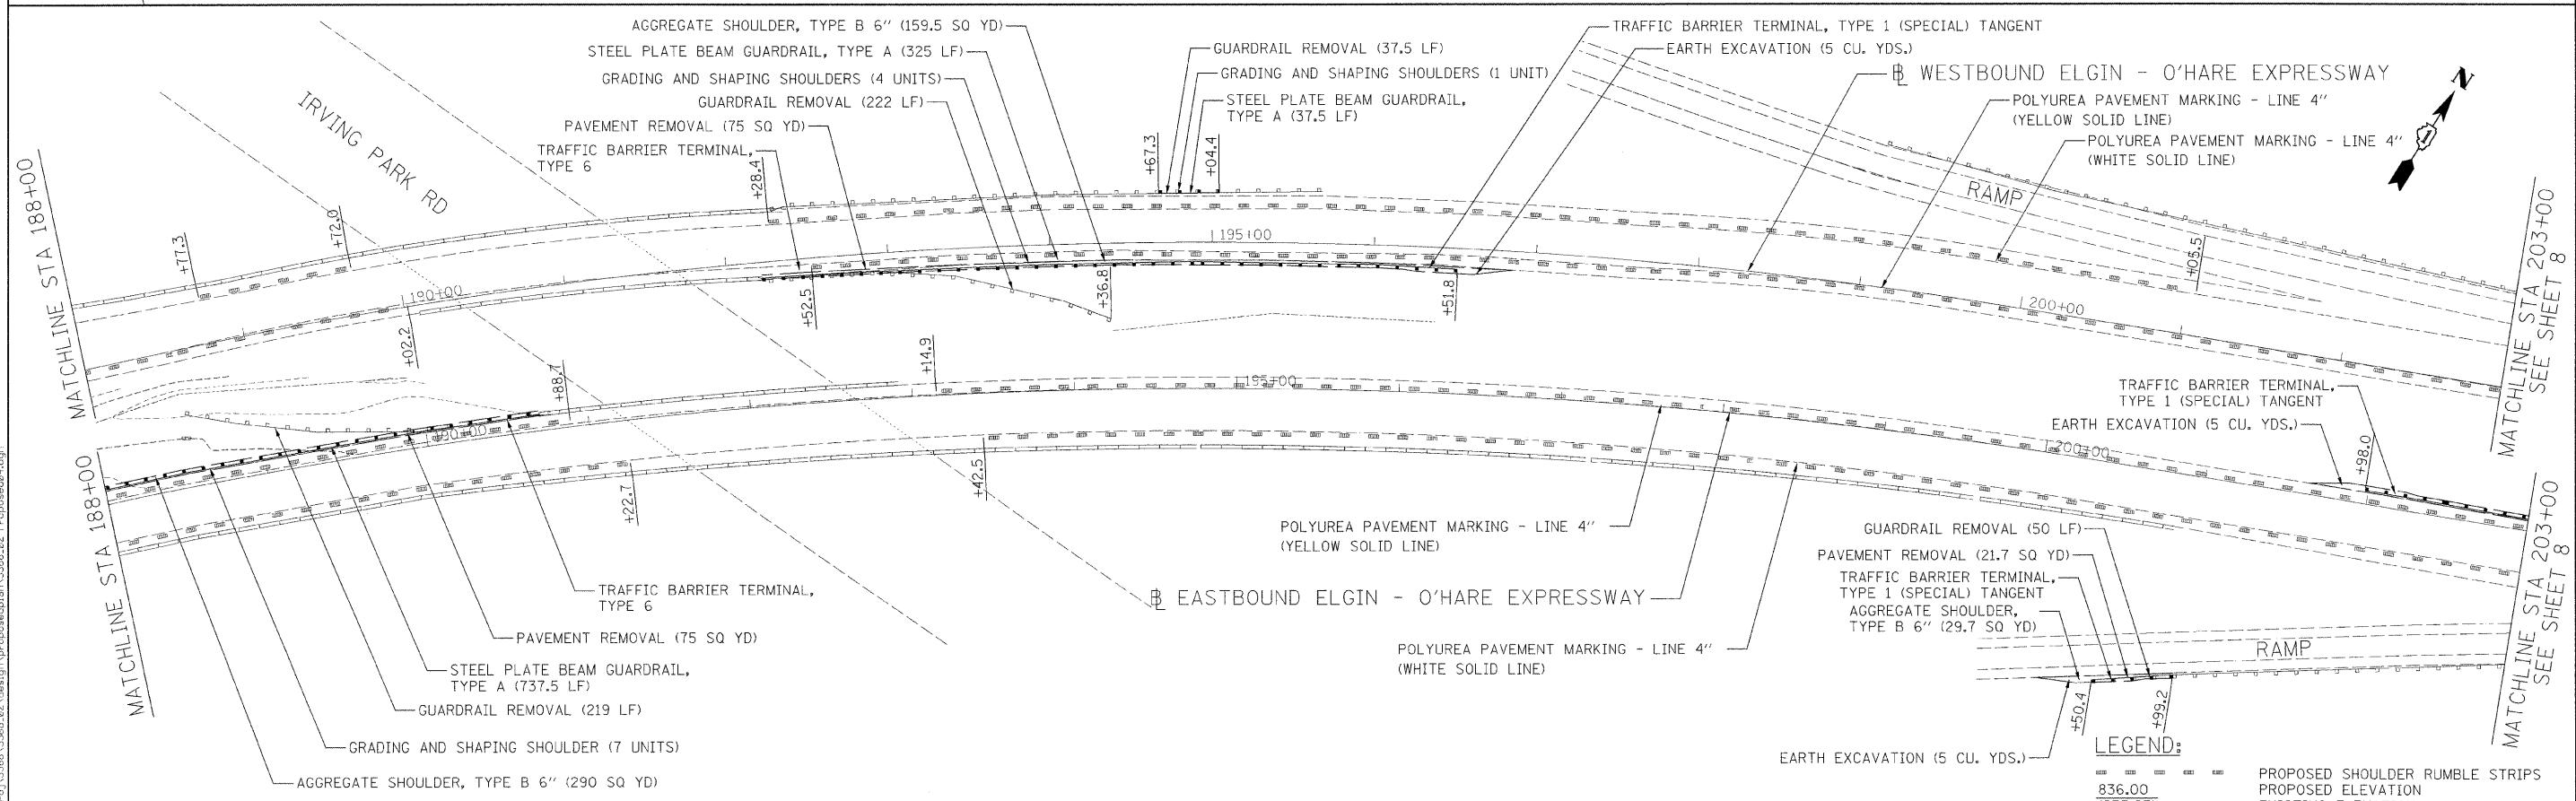 AGGREGATE SHOULDER, TYPE B 6" (159.5 SQ YD)
STEEL PLATE BEAM GUARDRAIL, TYPE A (325 LF)
GRADING AND SHAPING SHOULDERS (4 UNITS)
GUARDRAIL REMOVAL (222 LF)
PAVEMENT REMOVAL (75 SQ YD)
TRAFFIC BARRIER TERMINAL,
TYPE 6
GUARDRAIL REMOVAL (37.5 LF)
GRADING AND SHAPING SHOULDERS (1 UNIT)
STEEL PLATE BEAM GUARDRAIL,
TYPE A (37.5 LF)
TRAFFIC BARRIER TERMINAL, TYPE 1 (SPECIAL) TANGENT
EARTH EXCAVATION (5 CU. YDS.)
WESTBOUND ELGIN - O'HARE EXPRESSWAY
POLYUREA PAVEMENT MARKING - LINE 4"
(YELLOW SOLID LINE)
POLYUREA PAVEMENT MARKING - LINE 4"
(WHITE SOLID LINE)
N
IRVING PARK RD
RAMP
MATCHLINE STA 188+00
+77.3
+72.0
+28.4
+67.3
+04.4
+05.5
190+00
195+00
200+00
+02.2
+52.5
+36.8
+51.8
MATCHLINE STA 203+00
SEE SHEET 8
+88.1
+14.9
190+00
195+00
200+00
+22.7
+42.5
+98.0
TRAFFIC BARRIER TERMINAL,
TYPE 1 (SPECIAL) TANGENT
EARTH EXCAVATION (5 CU. YDS.)
MATCHLINE STA 188+00
MATCHLINE STA 203+00
SEE SHEET 8
POLYUREA PAVEMENT MARKING - LINE 4"
(YELLOW SOLID LINE)
EASTBOUND ELGIN - O'HARE EXPRESSWAY
POLYUREA PAVEMENT MARKING - LINE 4"
(WHITE SOLID LINE)
GUARDRAIL REMOVAL (50 LF)
PAVEMENT REMOVAL (21.7 SQ YD)
TRAFFIC BARRIER TERMINAL,
TYPE 1 (SPECIAL) TANGENT
AGGREGATE SHOULDER,
TYPE B 6" (29.7 SQ YD)
RAMP
+50.4
+99.2
EARTH EXCAVATION (5 CU. YDS.)
TRAFFIC BARRIER TERMINAL,
TYPE 6
PAVEMENT REMOVAL (75 SQ YD)
STEEL PLATE BEAM GUARDRAIL,
TYPE A (737.5 LF)
GUARDRAIL REMOVAL (219 LF)
GRADING AND SHAPING SHOULDER (7 UNITS)
AGGREGATE SHOULDER, TYPE B 6" (290 SQ YD)
LEGEND:
PROPOSED SHOULDER RUMBLE STRIPS
836.00 PROPOSED ELEVATION